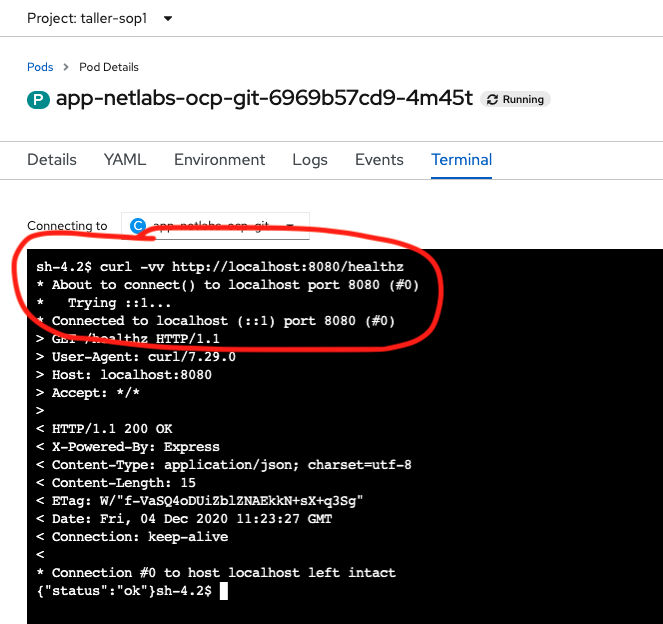 Project: taller-sop1
Pods > Pod Details
P app-netlabs-ocp-git-6969b57cd9-4m45t Running
Details YAML Environment Logs Events Terminal
Connecting to C app-netlabs-ocp-git
sh-4.2$ curl -vv http://localhost:8080/healthz
* About to connect() to localhost port 8080 (#0)
*   Trying ::1...
* Connected to localhost (::1) port 8080 (#0)
> GET /healthz HTTP/1.1
> User-Agent: curl/7.29.0
> Host: localhost:8080
> Accept: */*
>
< HTTP/1.1 200 OK
< X-Powered-By: Express
< Content-Type: application/json; charset=utf-8
< Content-Length: 15
< ETag: W/"f-VaSQ4oDUiZblZNAEkkN+sX+q3Sg"
< Date: Fri, 04 Dec 2020 11:23:27 GMT
< Connection: keep-alive
<
* Connection #0 to host localhost left intact
{"status":"ok"}sh-4.2$